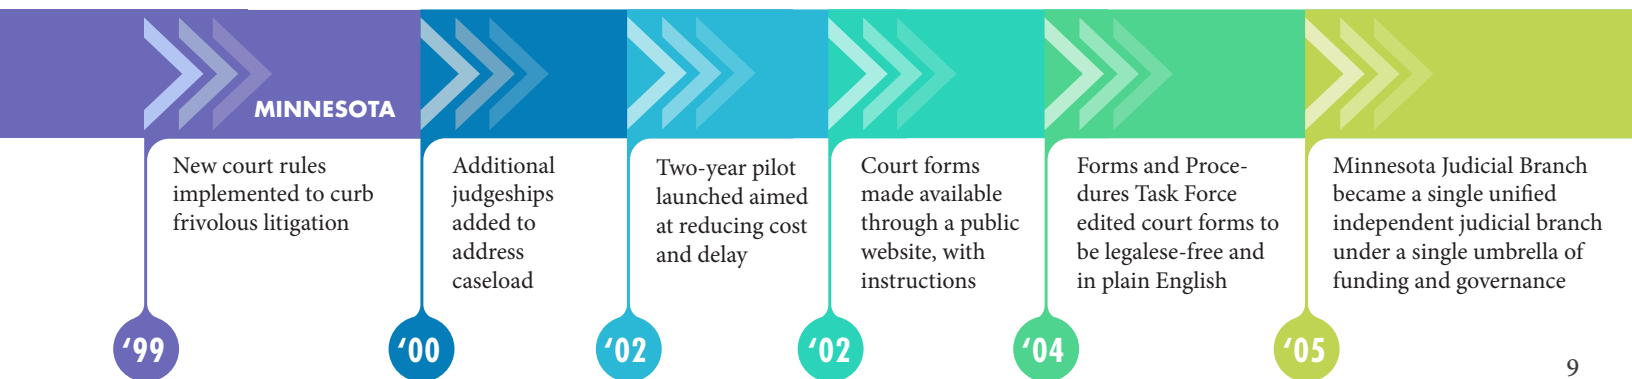 MINNESOTA
New court rules
implemented to curb
frivolous litigation
‘99
Additional
judgeships
added to
address
caseload
‘00
Two-year pilot
launched aimed
at reducing cost
and delay
‘02
Court forms
made available
through a public
website, with
instructions
‘02
Forms and Proce-
dures Task Force
edited court forms to
be legalese-free and
in plain English
‘04
Minnesota Judicial Branch
became a single unified
independent judicial branch
under a single umbrella of
funding and governance
‘05
9